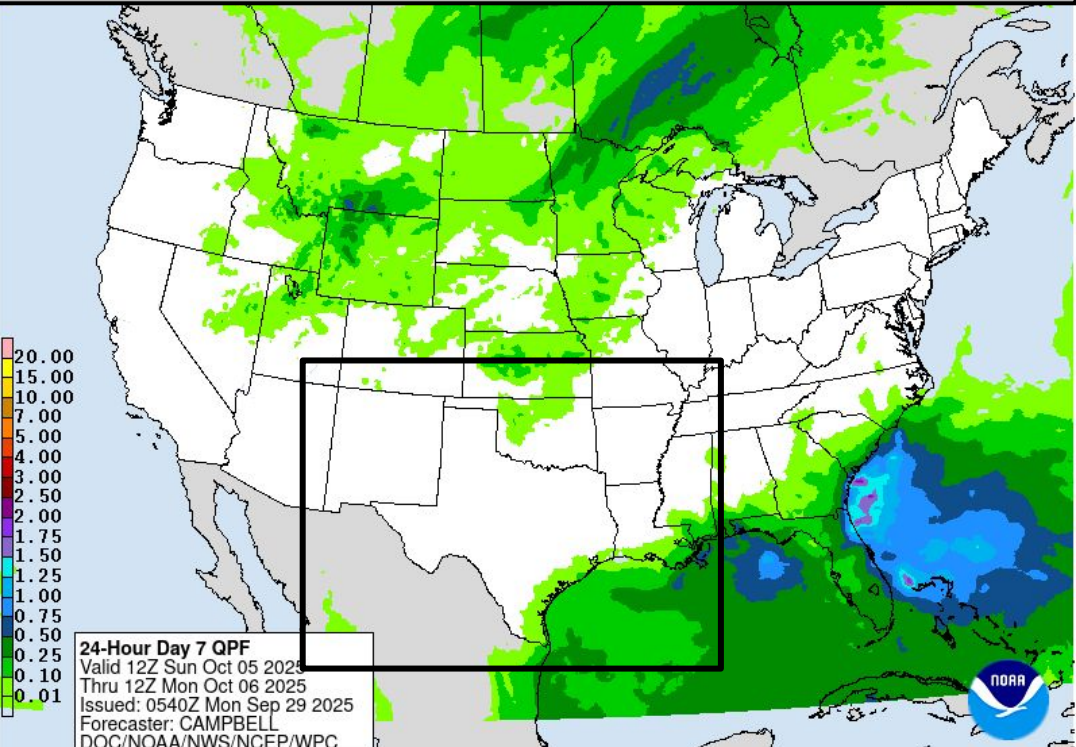 20.00
15.00
10.00
7.00
5.00
4.00
3.00
2.50
2.00
1.75
1.50
1.25
1.00
0.75
0.50
0.25
0.10
0.01
24-Hour Day 7 QPF
Valid 12Z Sun Oct 05 2025
Thru 12Z Mon Oct 06 2025
Issued: 0540Z Mon Sep 29 2025
Forecaster: CAMPBELL
DOC/NOAA/NWS/NCEP/WPC
NOAA